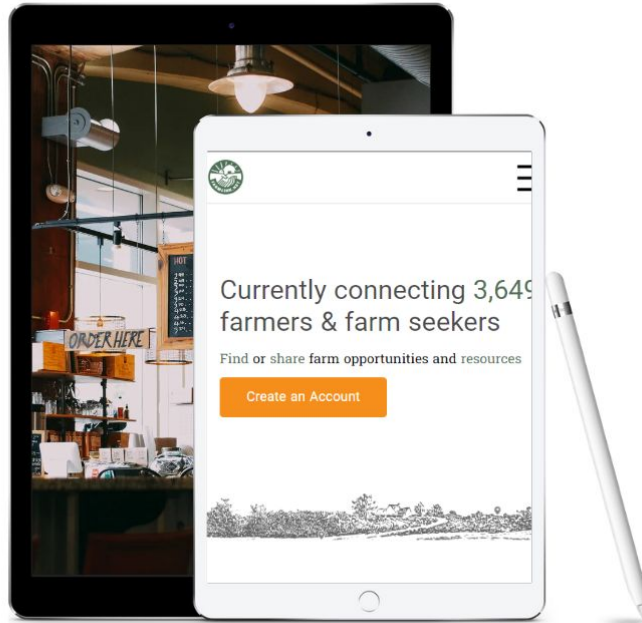 HOT
ORDER HERE
Currently connecting 3,649
farmers & farm seekers
Find or share farm opportunities and resources
Create an Account